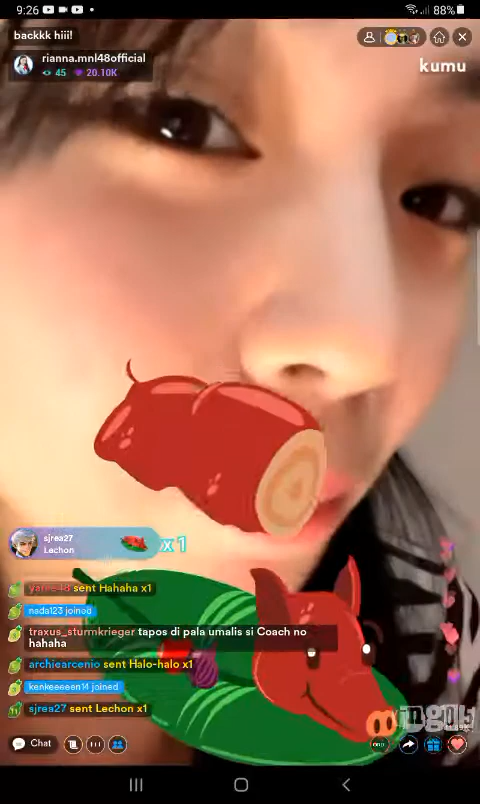 9:26
88%
backkk hiii!
rianna.mnl48official
45 20.10K
kumu
sjrea27
Lechon
x 1
yattie48 sent Hahaha x1
nada123 joined
traxus_sturmkrieger tapos di pala umalis si Coach no
hahaha
archiearcenio sent Halo-halo x1
kenkeeeeen14 joined
sjrea27 sent Lechon x1
Chat